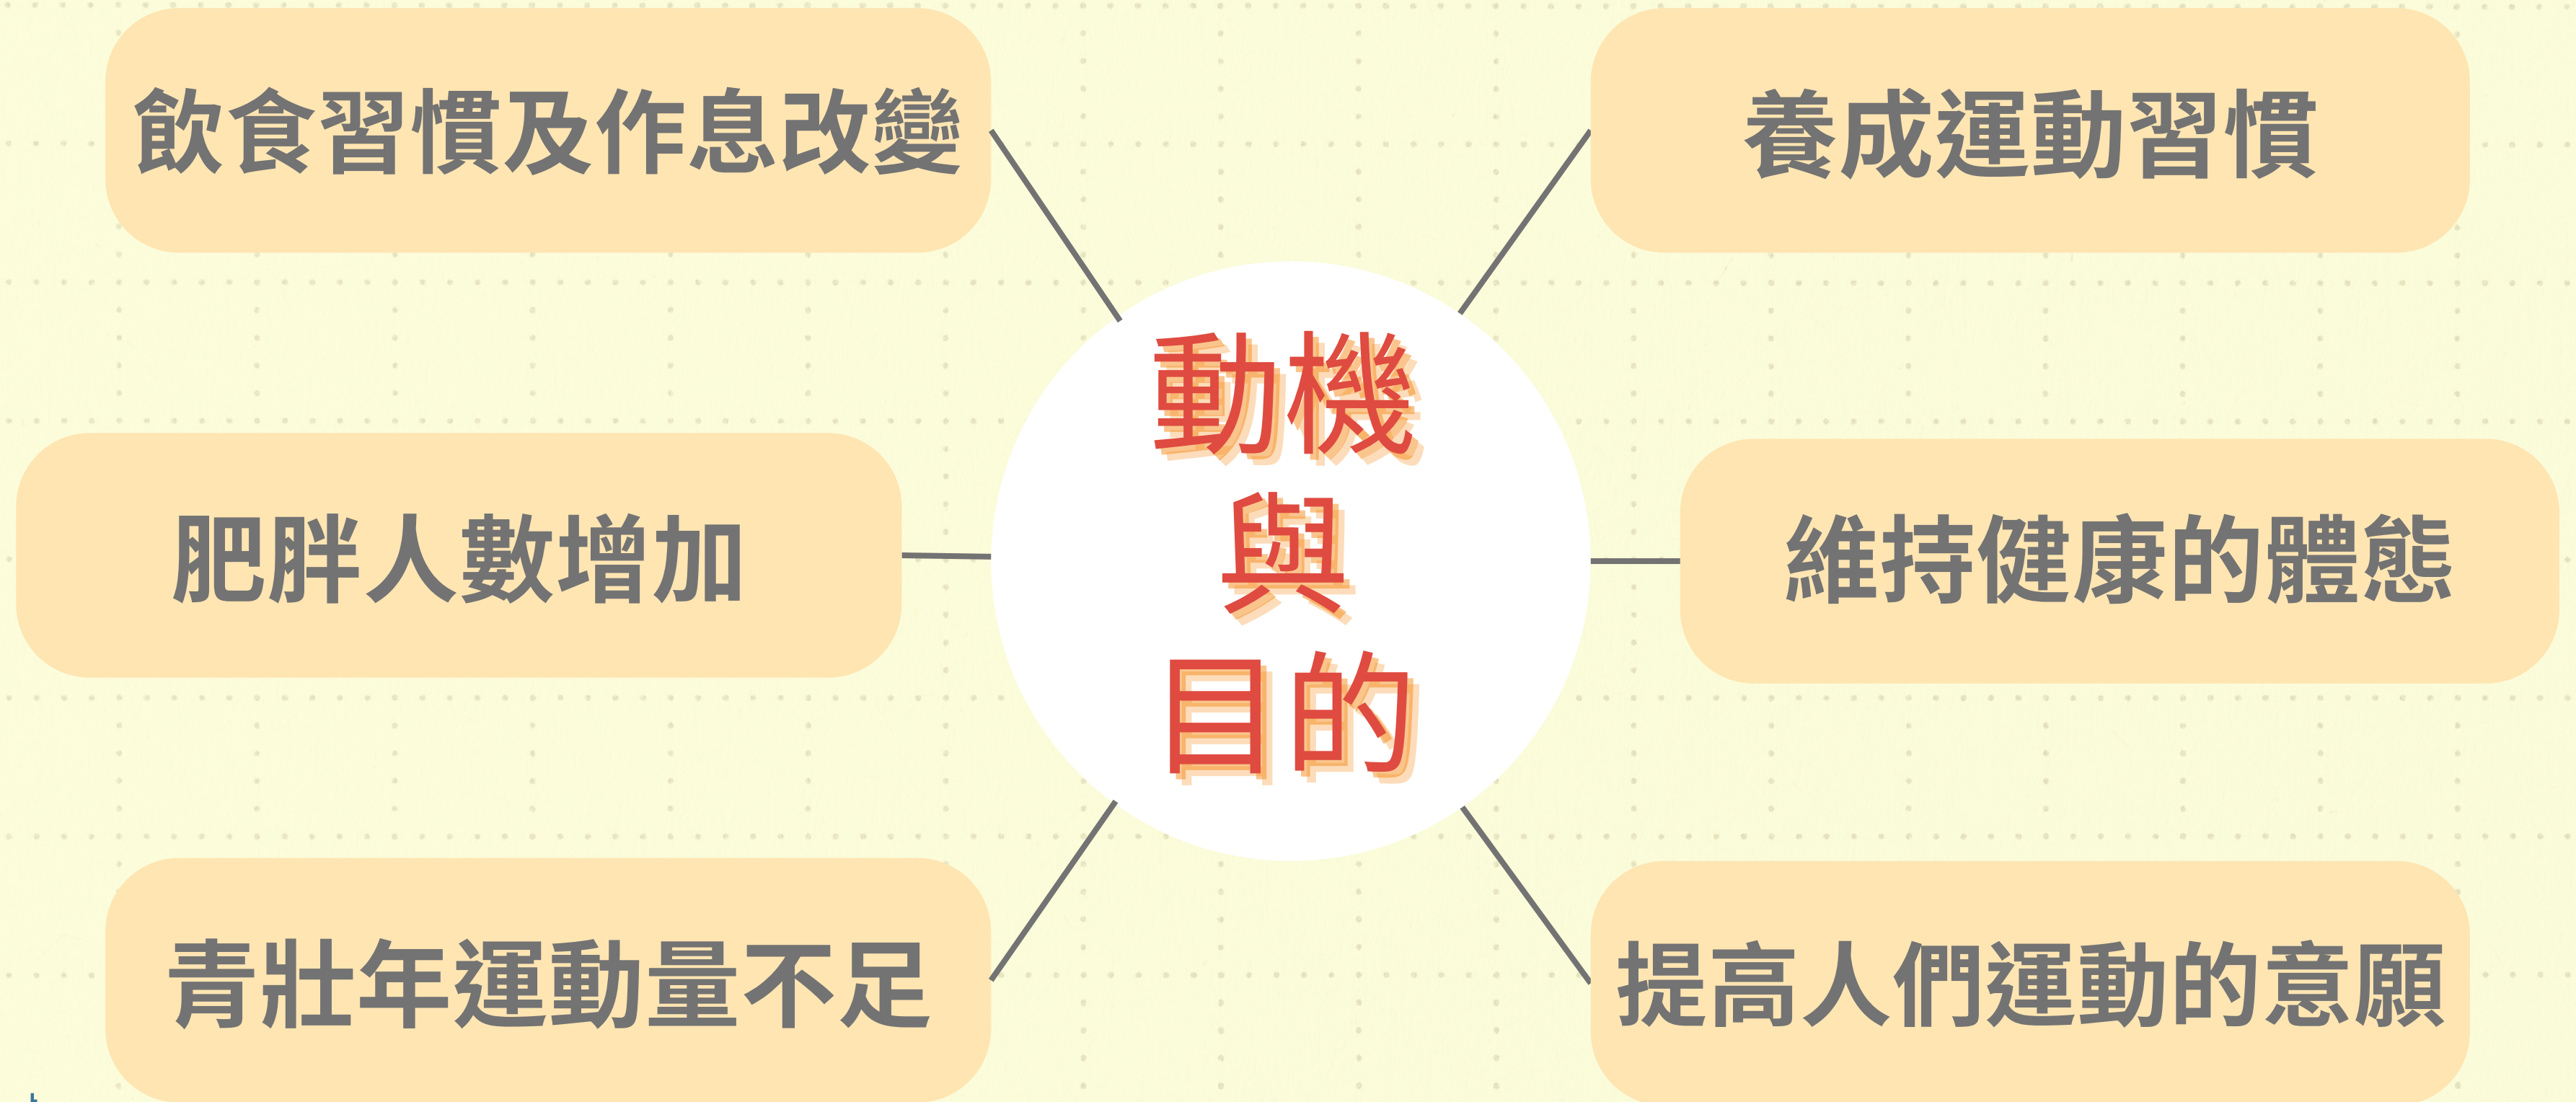 飲食習慣及作息改變
肥胖人數增加
青壯年運動量不足
動機
與
目的
養成運動習慣
維持健康的體態
提高人們運動的意願